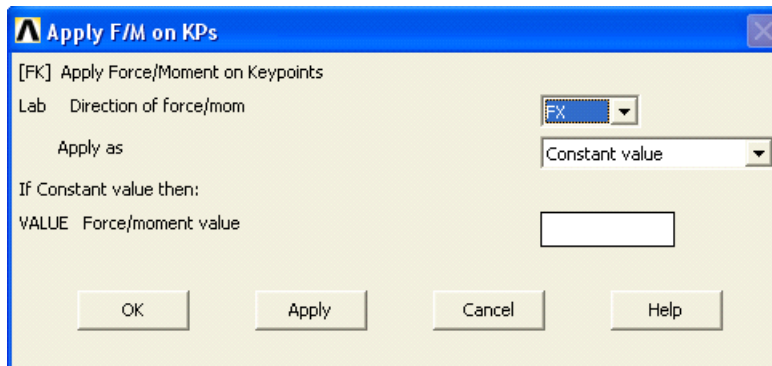 Apply F/M on KPs
[FK] Apply Force/Moment on Keypoints
Lab Direction of force/mom FX
Apply as Constant value
If Constant value then:
VALUE Force/moment value
OK Apply Cancel Help